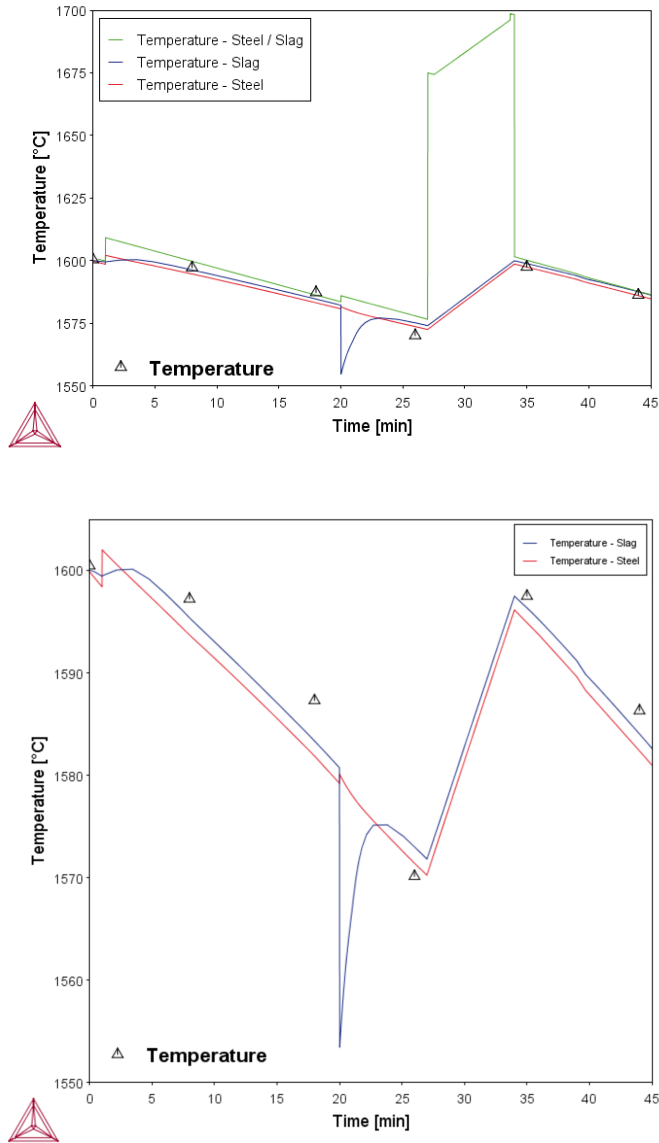 1700
1675
1650
1625
1600
1575
1550
Temperature [°C]
Temperature - Steel / Slag
Temperature - Slag
Temperature - Steel
Temperature
0 5 10 15 20 25 30 35 40 45
Time [min]
1600
1590
1580
1570
1560
1550
Temperature [°C]
Temperature - Slag
Temperature - Steel
Temperature
0 5 10 15 20 25 30 35 40 45
Time [min]